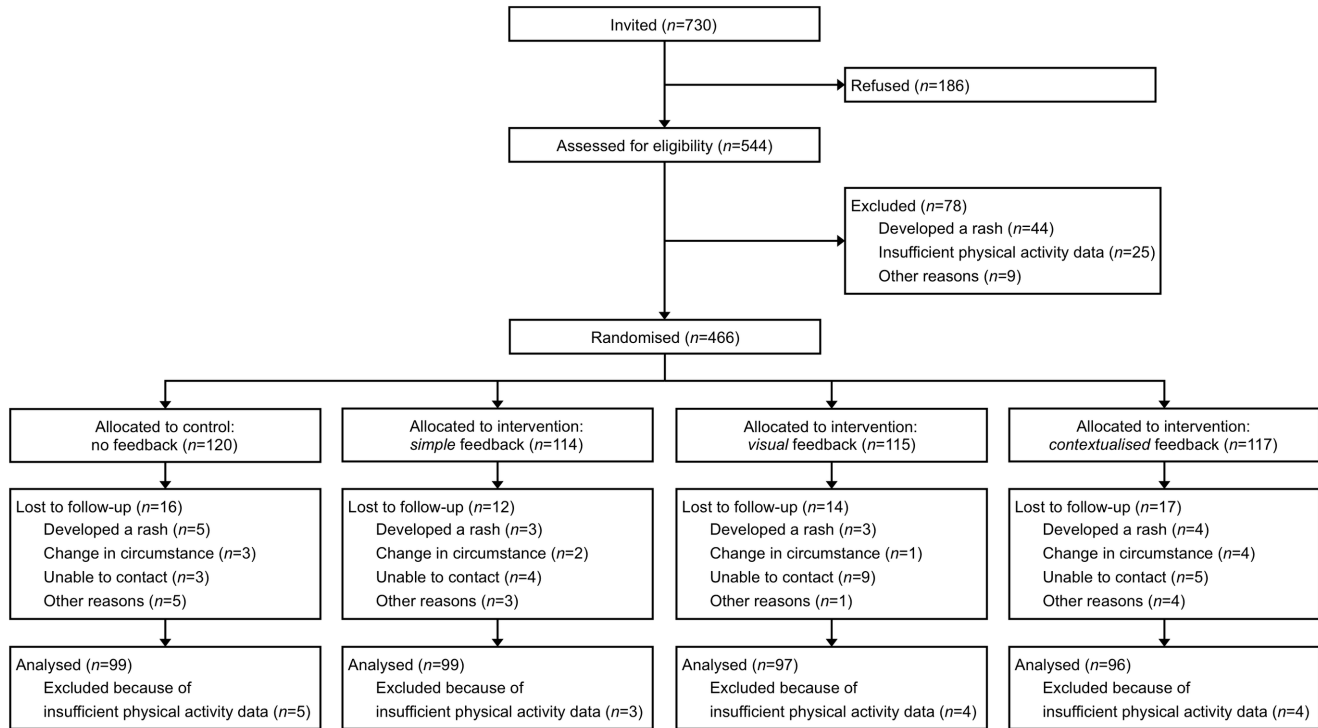 Invited (n=730)
Refused (n=186)
Assessed for eligibility (n=544)
Excluded (n=78)
Developed a rash (n=44)
Insufficient physical activity data (n=25)
Other reasons (n=9)
Randomised (n=466)
Allocated to control:
no feedback (n=120)
Allocated to intervention:
simple feedback (n=114)
Allocated to intervention:
visual feedback (n=115)
Allocated to intervention:
contextualised feedback (n=117)
Lost to follow-up (n=16)
Developed a rash (n=5)
Change in circumstance (n=3)
Unable to contact (n=3)
Other reasons (n=5)
Lost to follow-up (n=12)
Developed a rash (n=3)
Change in circumstance (n=2)
Unable to contact (n=4)
Other reasons (n=3)
Lost to follow-up (n=14)
Developed a rash (n=3)
Change in circumstance (n=1)
Unable to contact (n=9)
Other reasons (n=1)
Lost to follow-up (n=17)
Developed a rash (n=4)
Change in circumstance (n=4)
Unable to contact (n=5)
Other reasons (n=4)
Analysed (n=99)
Excluded because of
insufficient physical activity data (n=5)
Analysed (n=99)
Excluded because of
insufficient physical activity data (n=3)
Analysed (n=97)
Excluded because of
insufficient physical activity data (n=4)
Analysed (n=96)
Excluded because of
insufficient physical activity data (n=4)